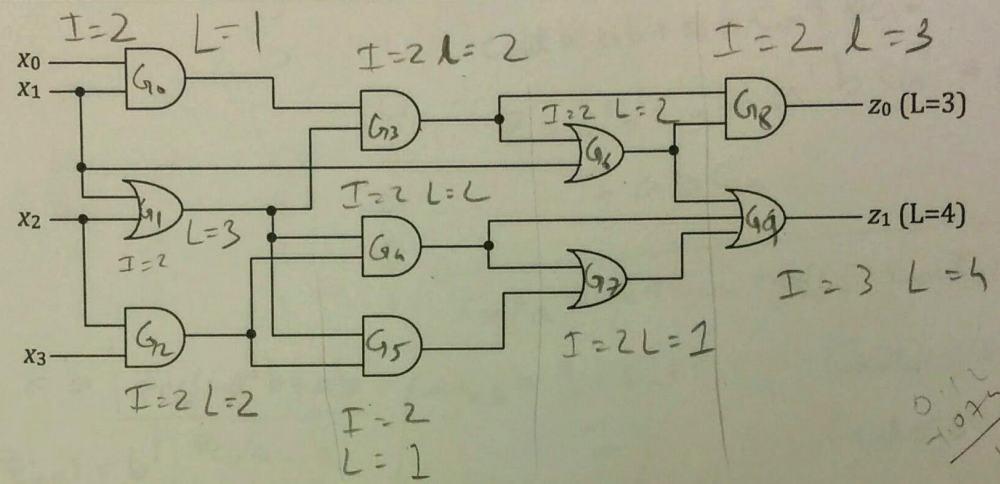 I=2 L=1
I=2 L=2
I=2 l=3
x0
x1
G0
G3
I=2 L=2
G6
G8
z0 (L=3)
x2
G1
L=3
I=2
I=2 L=2
G4
G7
G9
z1 (L=4)
I=3 L=4
x3
G2
G5
I=2 L=1
I=2 L=2
I=2
L=1